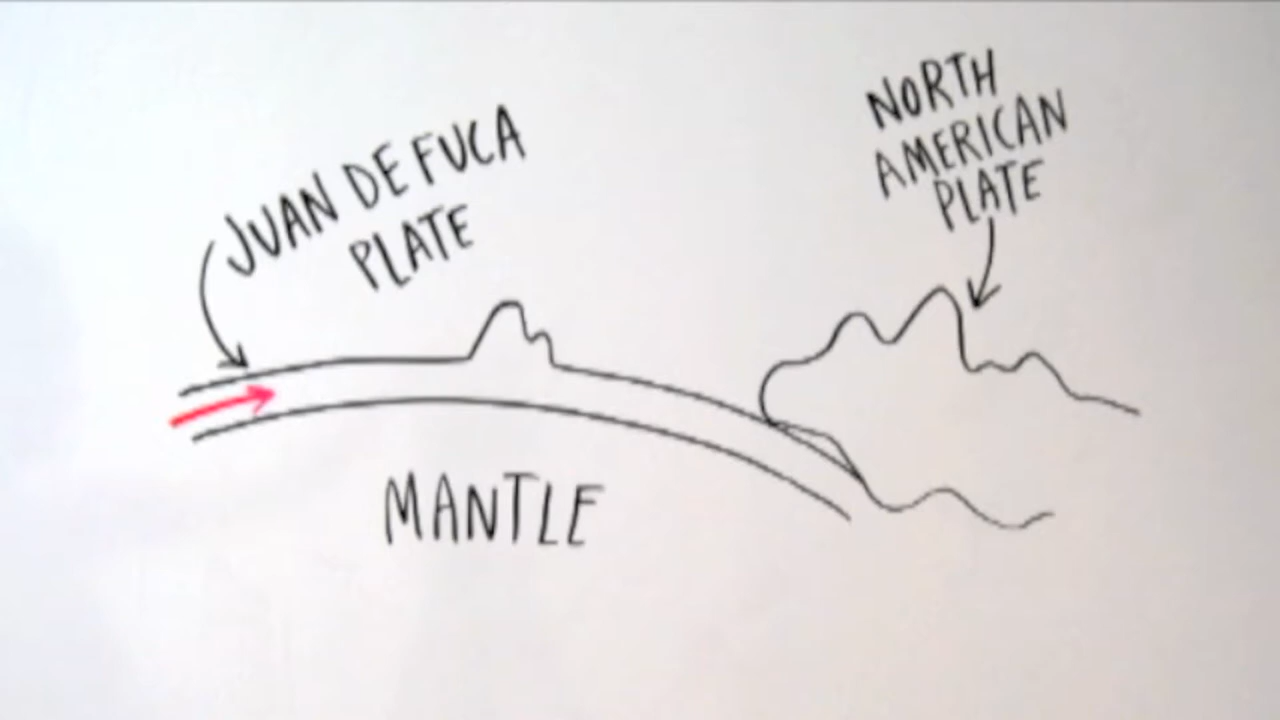 JUAN DE FUCA
PLATE
NORTH
AMERICAN
PLATE
MANTLE